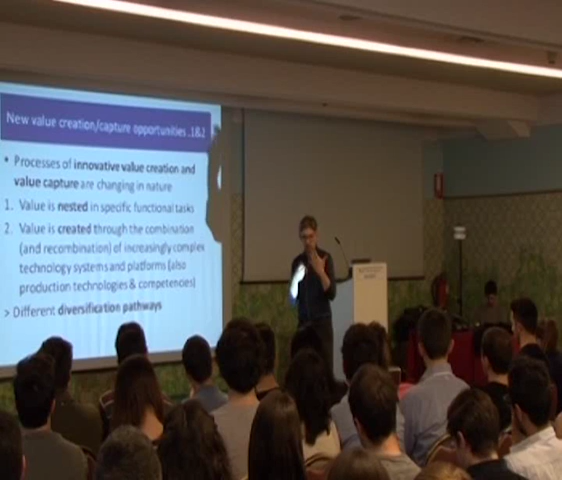 New value creation/capture opportunities .1&2
• Processes of innovative value creation and
value capture are changing in nature
1. Value is nested in specific functional tasks
2. Value is created through the combination
(and recombination) of increasingly complex
technology systems and platforms (also
production technologies & competencies)
> Different diversification pathways